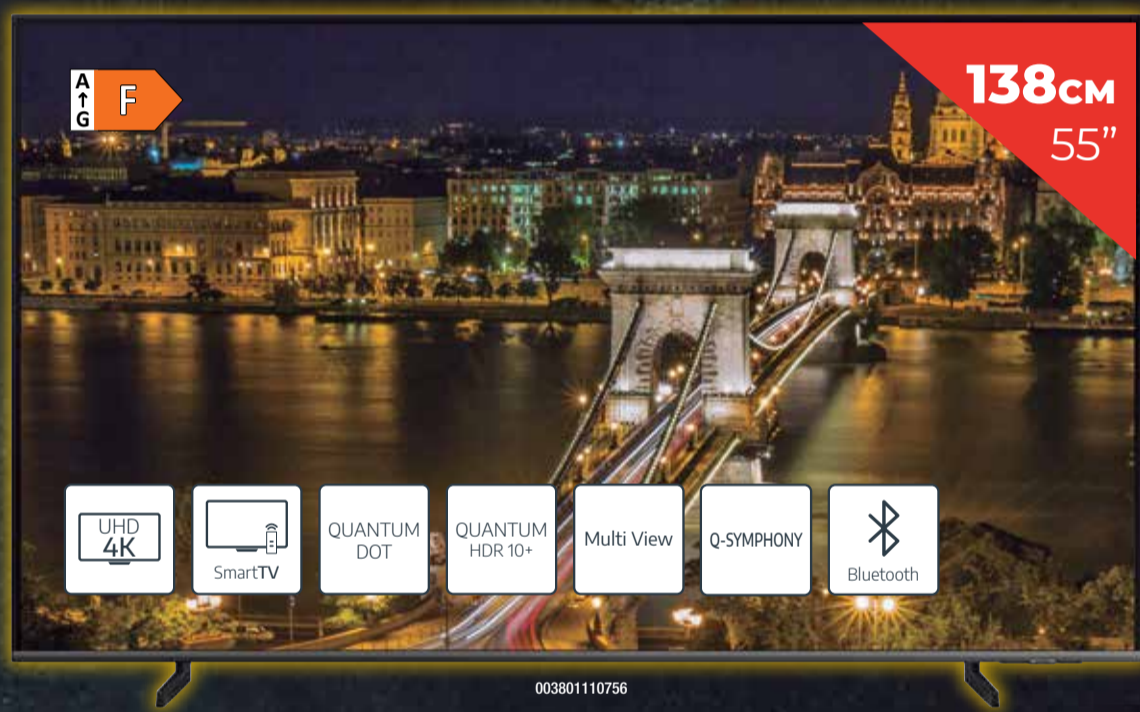 A
↑
G
F
138см
55”
UHD
4K
SmartTV
QUANTUM
DOT
QUANTUM
HDR 10+
Multi View
Q-SYMPHONY
Bluetooth
003801110756